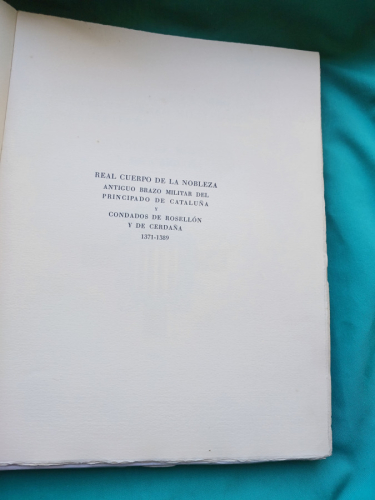 REAL CUERPO DE LA NOBLEZA
ANTIGUO BRAZO MILITAR DEL
PRINCIPADO DE CATALUÑA
Y
CONDADOS DE ROSELLÓN
Y DE CERDAÑA
1371-1389